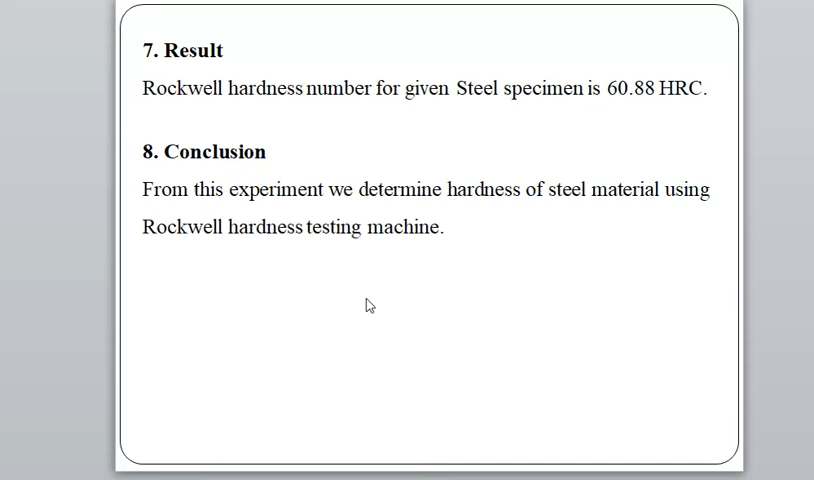 7. Result
Rockwell hardness number for given Steel specimen is 60.88 HRC.
8. Conclusion
From this experiment we determine hardness of steel material using
Rockwell hardness testing machine.